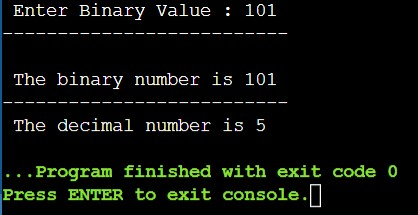 Enter Binary Value : 101
--------------------------
The binary number is 101
--------------------------
The decimal number is 5
...Program finished with exit code 0
Press ENTER to exit console.